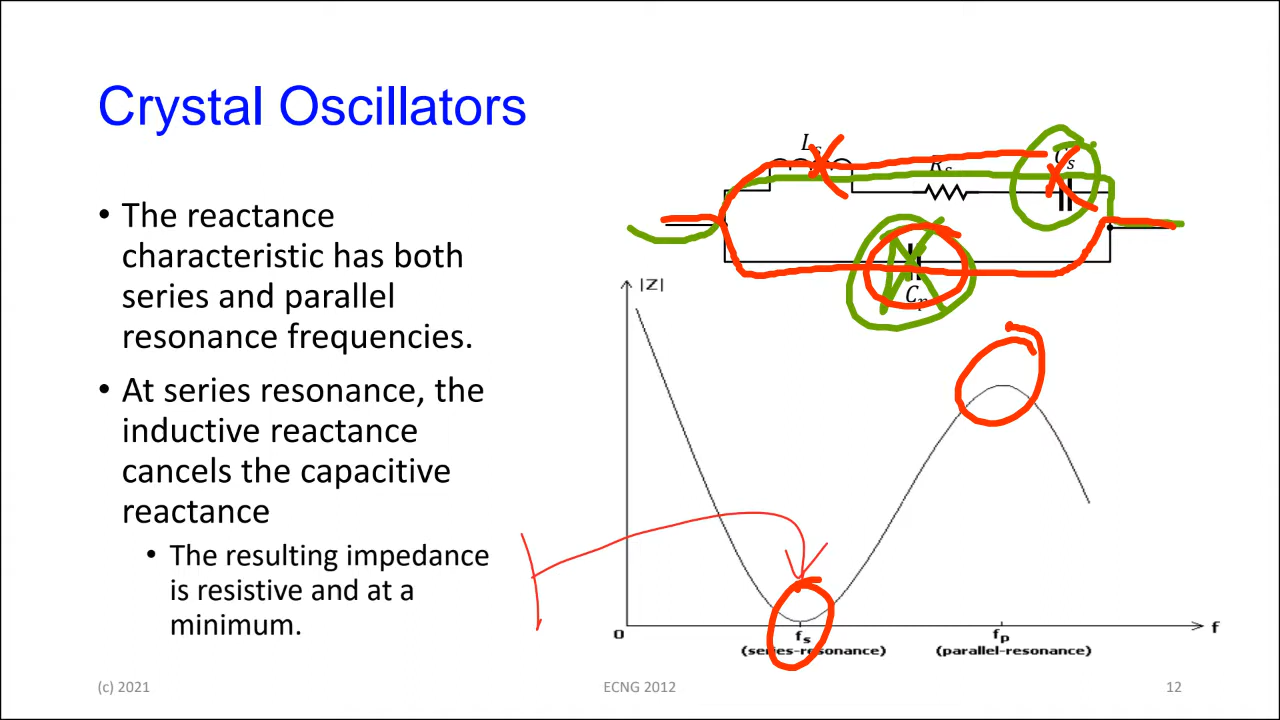 Crystal Oscillators
• The reactance
characteristic has both
series and parallel
resonance frequencies.
• At series resonance, the
inductive reactance
cancels the capacitive
reactance
• The resulting impedance
is resistive and at a
minimum.
Ls
Rs
Cs
Cp
|Z|
0
fs
(series-resonance)
fp
(parallel-resonance)
f
(c) 2021
ECNG 2012
12